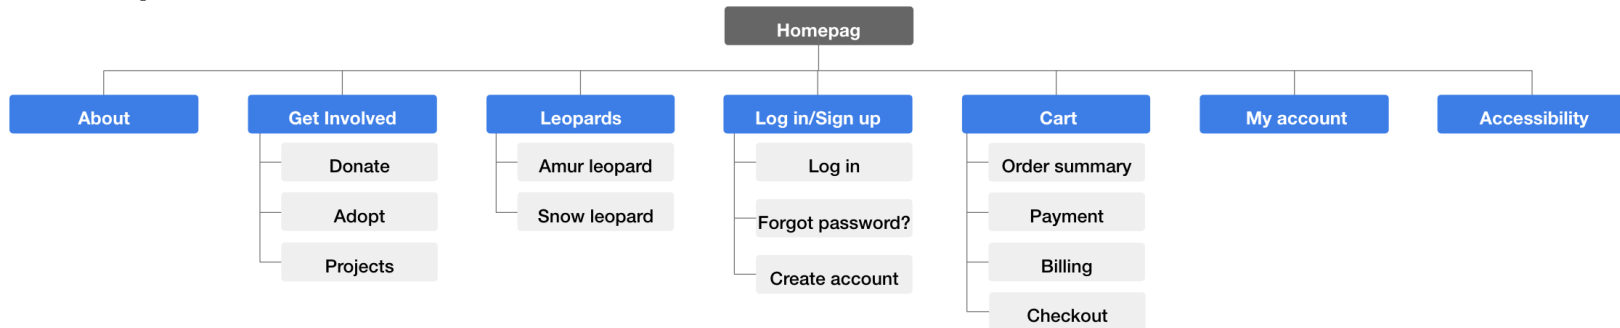 Homepag
About
Get Involved
Leopards
Log in/Sign up
Cart
My account
Accessibility
Donate
Adopt
Projects
Amur leopard
Snow leopard
Log in
Forgot password?
Create account
Order summary
Payment
Billing
Checkout